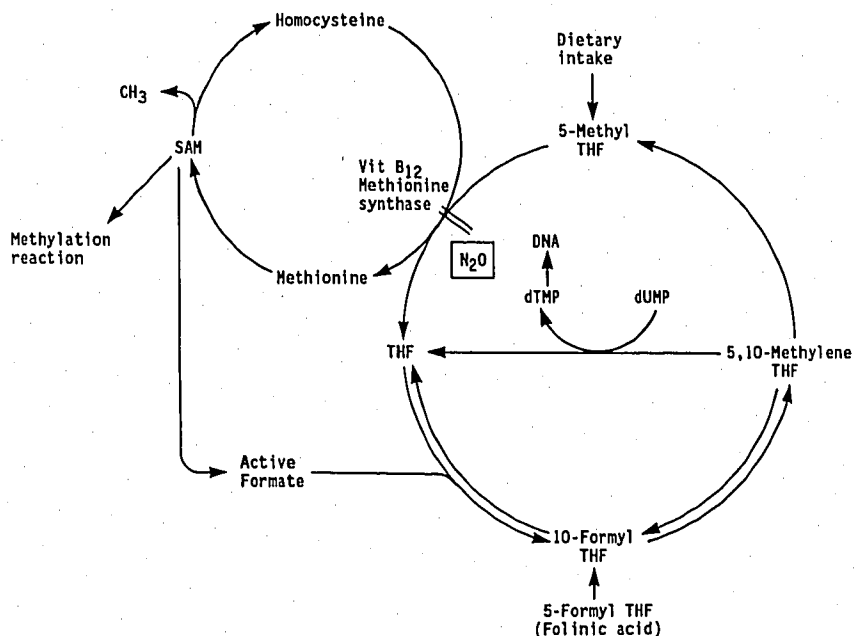 Homocysteine
Dietary
intake
CH3
5-Methyl
THF
SAM
Vit B12
Methionine
synthase
Methylation
reaction
Methionine
N2O
DNA
dTMP
dUMP
THF
5,10-Methylene
THF
Active
Formate
10-Formyl
THF
5-Formyl THF
(Folinic acid)